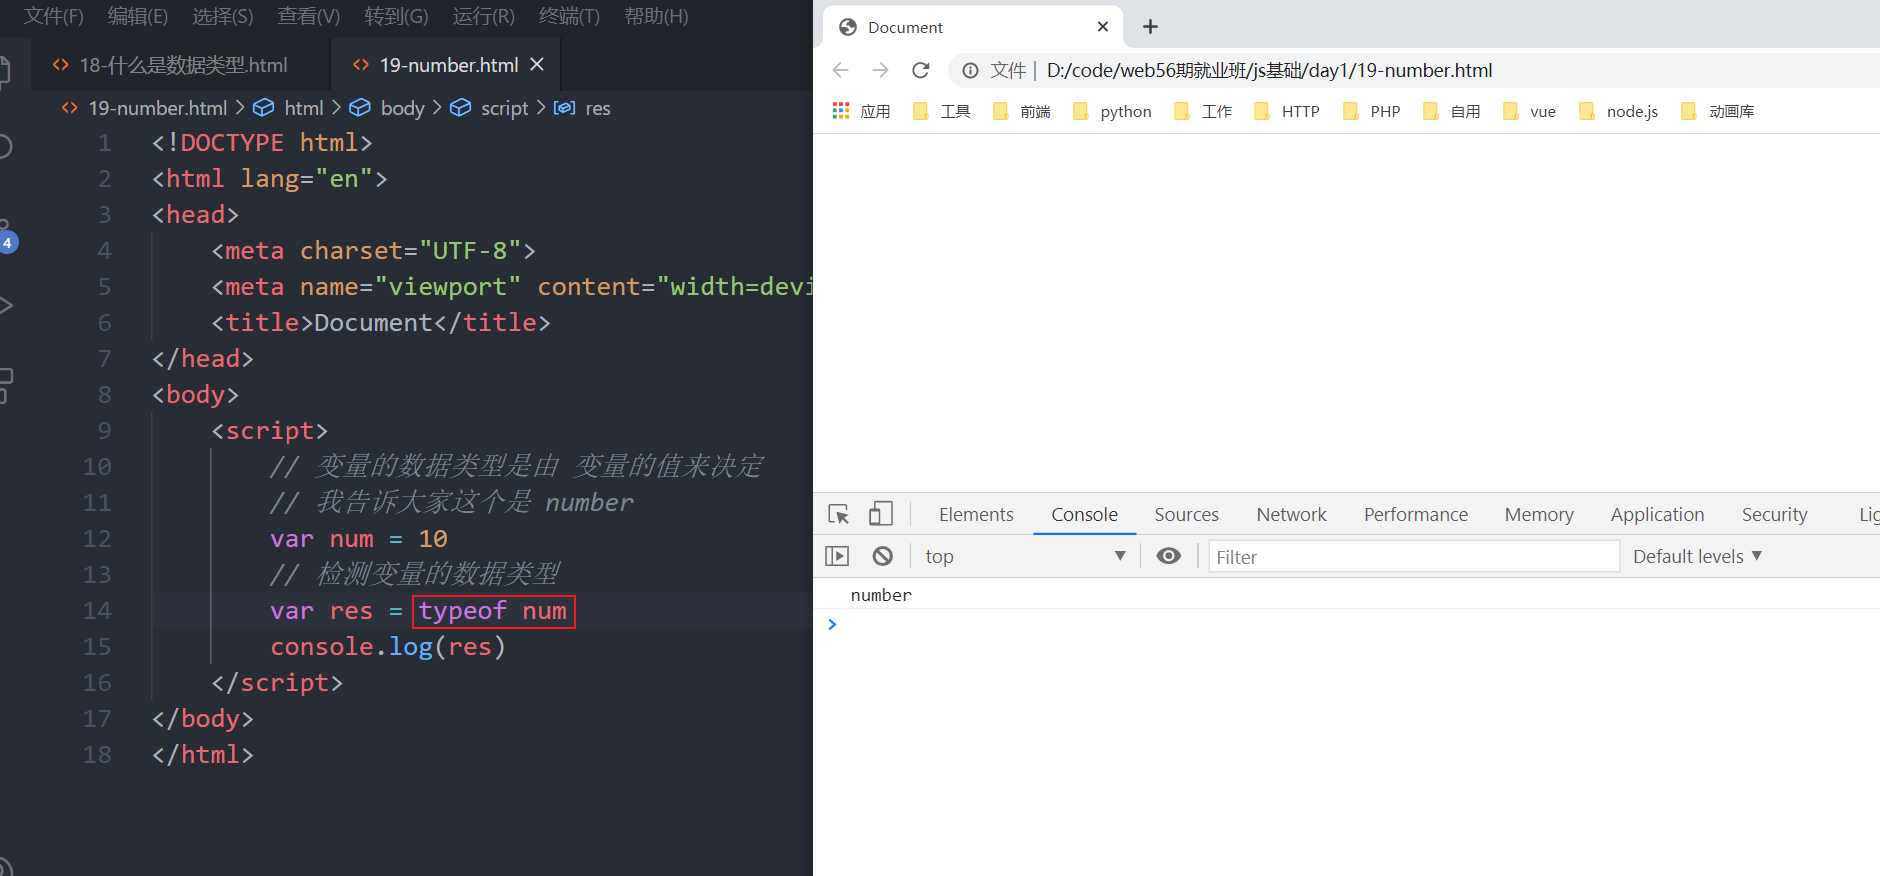 文件(F) 编辑(E) 选择(S) 查看(V) 转到(G) 运行(R) 终端(T) 帮助(H)
18-什么是数据类型.html 19-number.html
19-number.html html body script res
1 <!DOCTYPE html>
2 <html lang="en">
3 <head>
4 <meta charset="UTF-8">
5 <meta name="viewport" content="width=devi
6 <title>Document</title>
7 </head>
8 <body>
9 <script>
10 // 变量的数据类型是由 变量的值来决定
11 // 我告诉大家这个是 number
12 var num = 10
13 // 检测变量的数据类型
14 var res = typeof num
15 console.log(res)
16 </script>
17 </body>
18 </html>
4
Document
文件 | D:/code/web56期就业班/js基础/day1/19-number.html
应用 工具 前端 python 工作 HTTP PHP 自用 vue node.js 动画库
Elements Console Sources Network Performance Memory Application Security Lig
top Filter Default levels
number